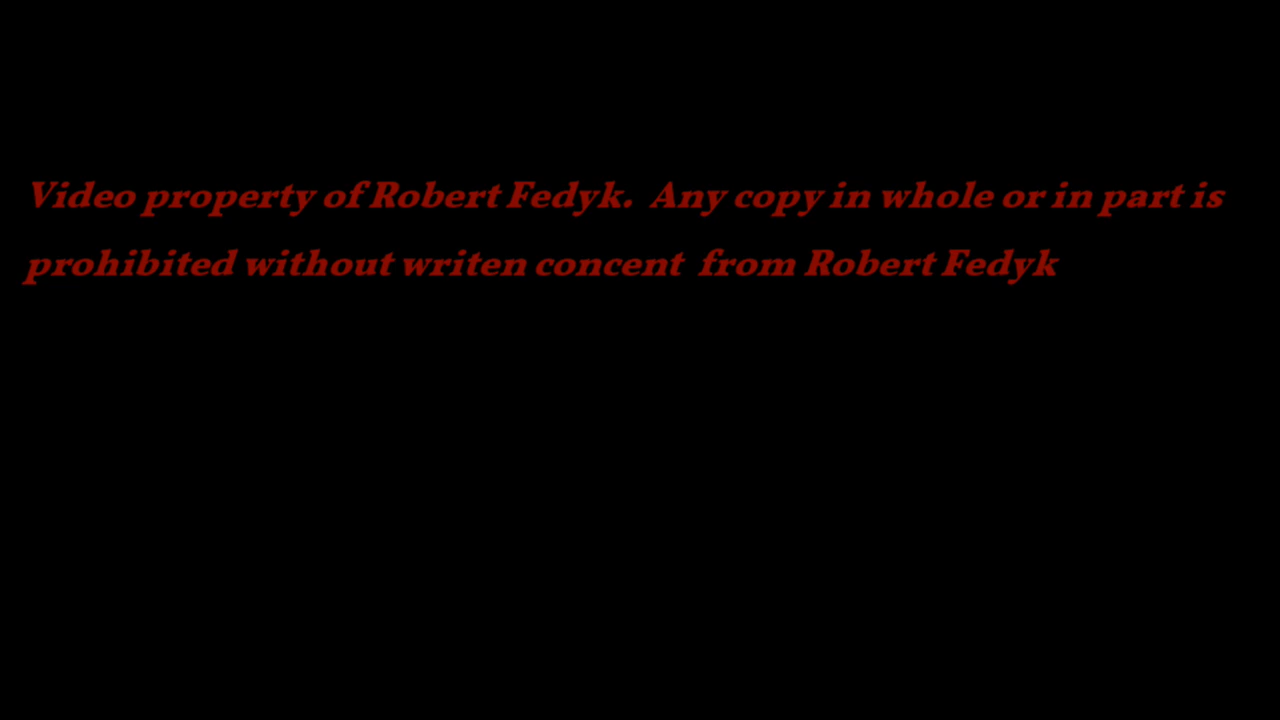 Video property of Robert Fedyk.  Any copy in whole or in part is
prohibited without writen concent  from Robert Fedyk